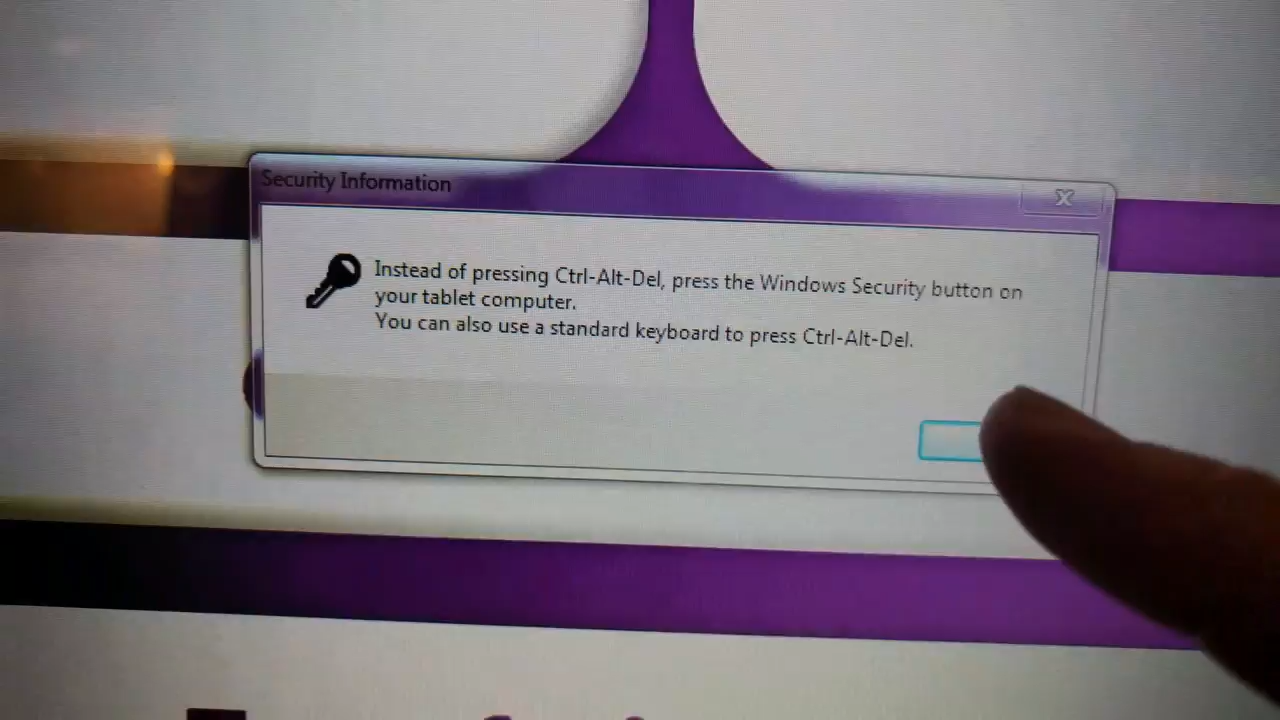 Security Information
Instead of pressing Ctrl-Alt-Del, press the Windows Security button on
your tablet computer.
You can also use a standard keyboard to press Ctrl-Alt-Del.